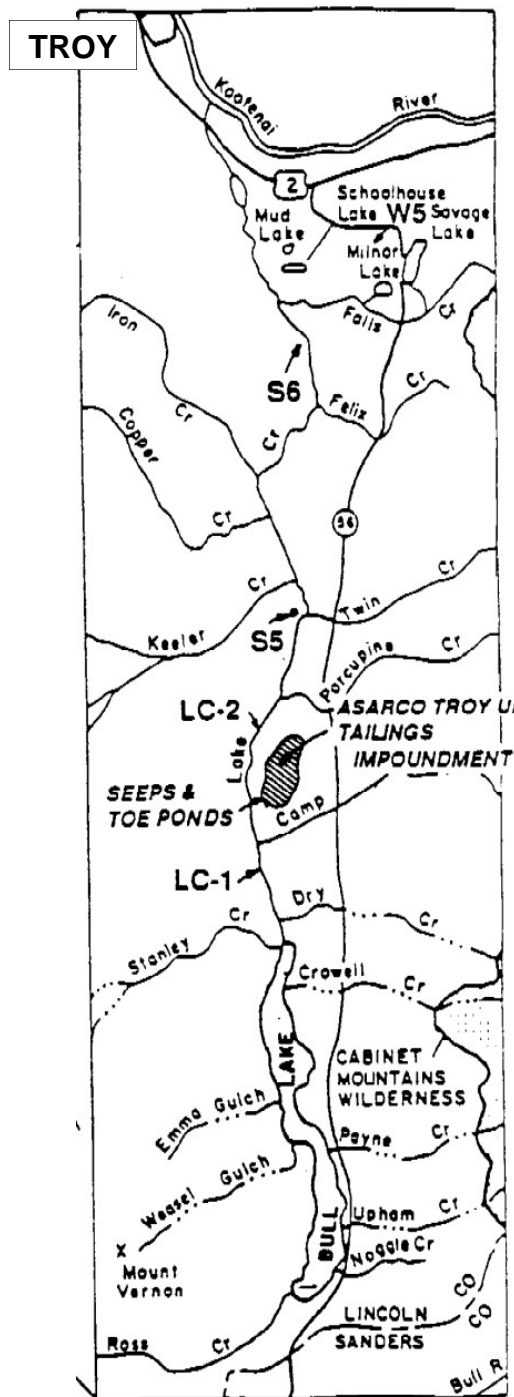 TROY
Kootenai
River
2
Schoolhouse
Lake
W5
Savage
Lake
Mud
Lake
Milnor
Lake
Falls
Cr
Iron
Cr
S6
Felix
Cr
Copper
Cr
Cr
56
Cr
Keeler
Twin
Cr
S5
Porcupine
Cr
LC-2
Lake
ASARCO TROY U
TAILINGS
IMPOUNDMENT
SEEPS &
TOE PONDS
Camp
LC-1
Dry
Cr
Stanley
Cr
Crowell
Cr
LAKE
CABINET
MOUNTAINS
WILDERNESS
Emma Gulch
Payne
Cr
Weasel Gulch
BULL
Upham
Cr
Noggle Cr
X
Mount
Vernon
LINCOLN
CO
SANDERS
CO
Ross
Cr
Bull R